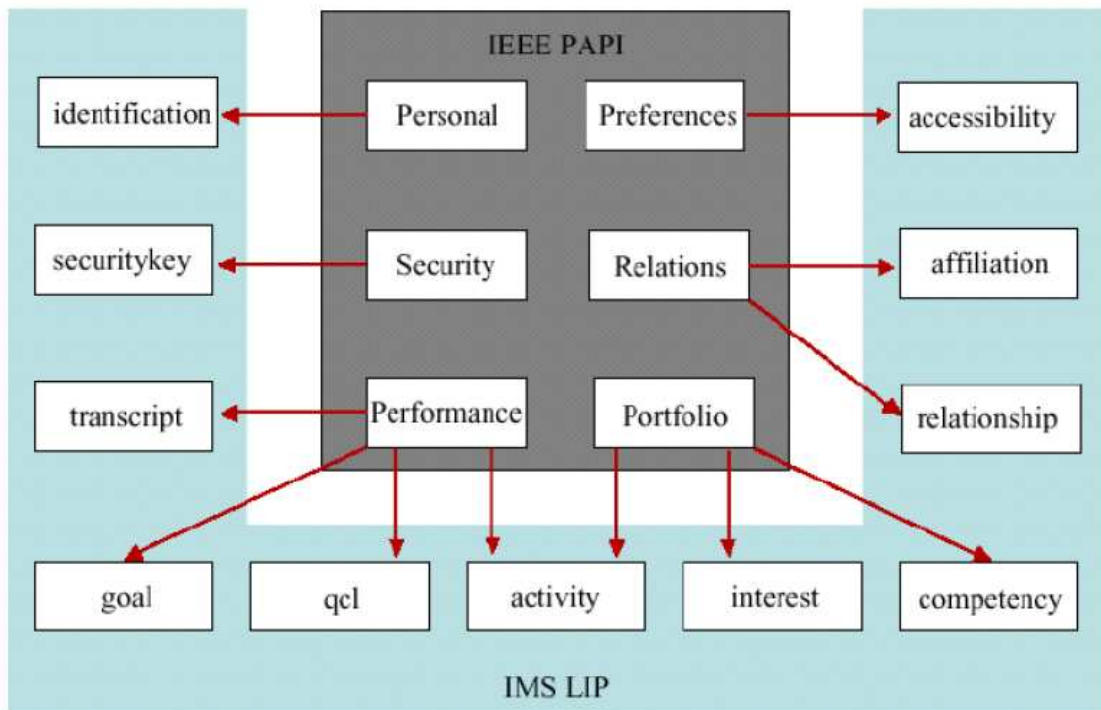 IEEE PAPI
identification
Personal
Preferences
accessibility
securitykey
Security
Relations
affiliation
transcript
Performance
Portfolio
relationship
goal
qcl
activity
interest
competency
IMS LIP